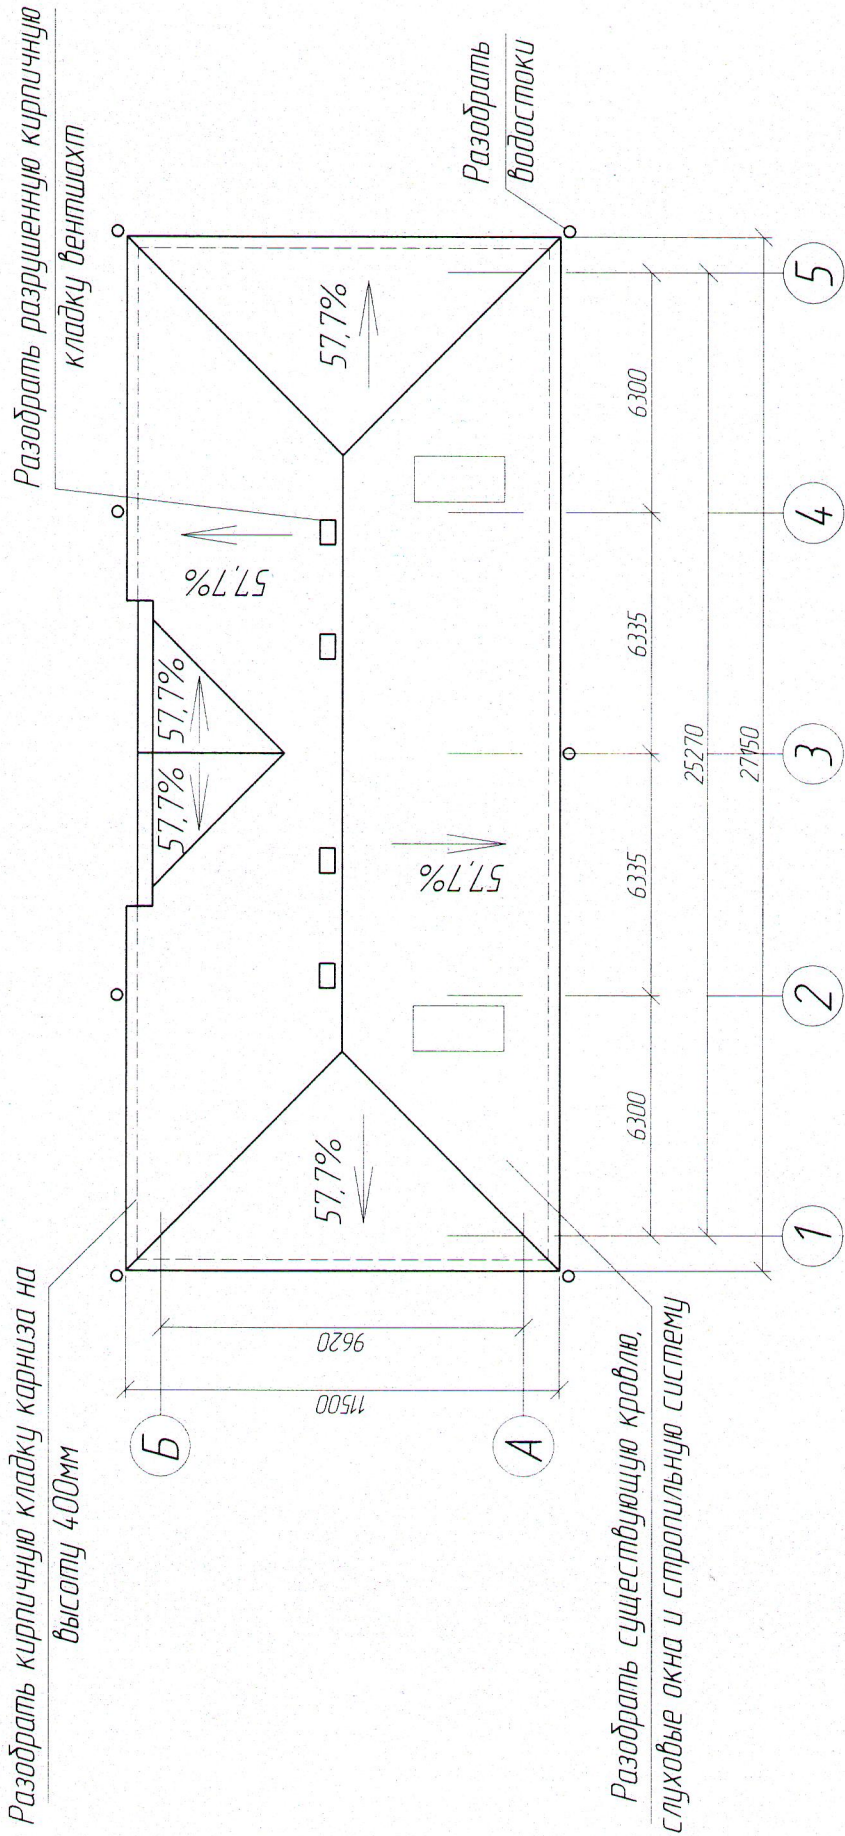 Разобрать кирпичную кладку карниза на
высоту 400мм
Разобрать разрушенную кирпичную
кладку вентшахт
57,7%
57,7%
57,7%
57,7%
57,7%
57,7%
Б
А
9620
11500
6300
6335
6335
6300
25270
27150
1
2
3
4
5
Разобрать существующую кровлю,
слуховые окна и стропильную систему
Разобрать
водостоки